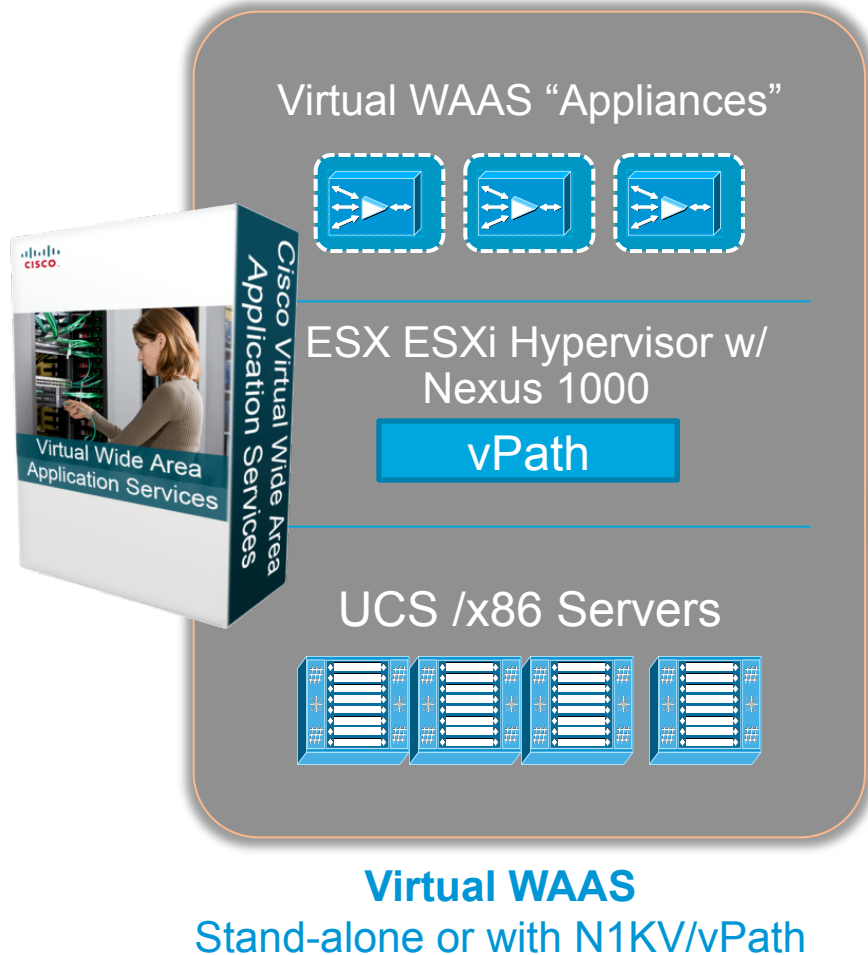 Virtual WAAS “Appliances”
CISCO
Virtual Wide Area
Application Services
Cisco Virtual Wide Area
Application Services
ESX ESXi Hypervisor w/
Nexus 1000
vPath
UCS /x86 Servers
Virtual WAAS
Stand-alone or with N1KV/vPath